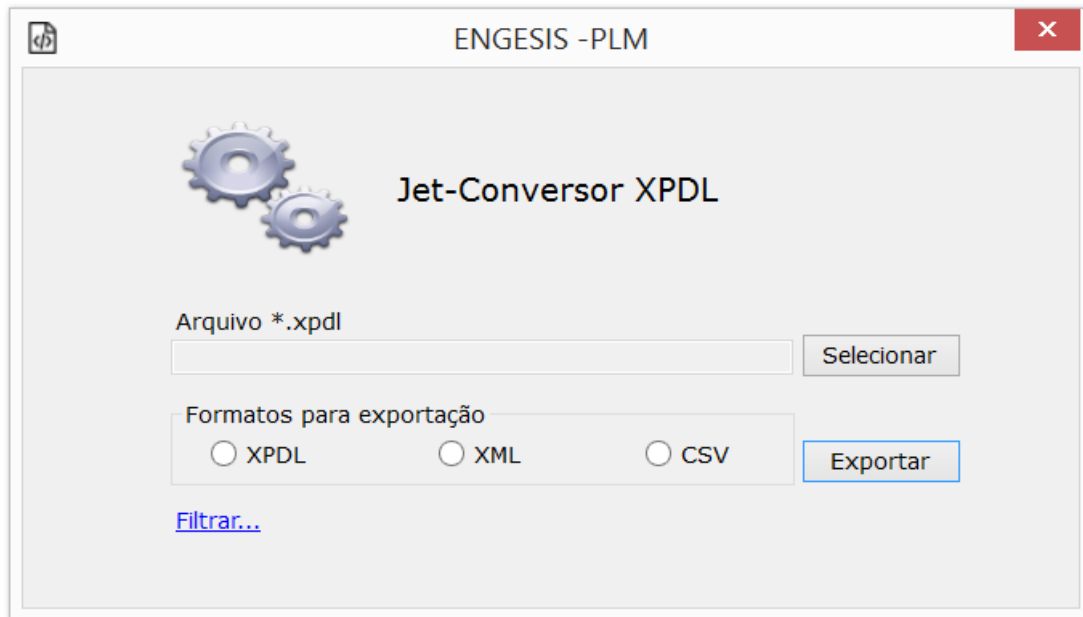 ENGESIS -PLM
Jet-Conversor XPDL
Arquivo *.xpdl
Selecionar
Formatos para exportação
XPDL XML CSV
Exportar
Filtrar...